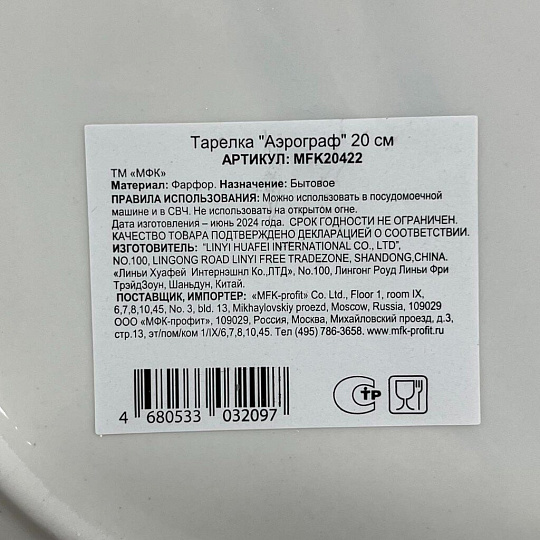 Тарелка "Аэрограф" 20 см
АРТИКУЛ: MFK20422
ТМ «МФК»
Материал: Фарфор. Назначение: Бытовое
ПРАВИЛА ИСПОЛЬЗОВАНИЯ: Можно использовать в посудомоечной
машине и в СВЧ. Не использовать на открытом огне.
Дата изготовления – июнь 2024 года. СРОК ГОДНОСТИ НЕ ОГРАНИЧЕН.
КАЧЕСТВО ТОВАРА ПОДТВЕРЖДЕНО ДЕКЛАРАЦИЕЙ О СООТВЕТСТВИИ.
ИЗГОТОВИТЕЛЬ: "LINYI HUAFEI INTERNATIONAL CO., LTD",
NO.100, LINGONG ROAD LINYI FREE TRADEZONE, SHANDONG,CHINA.
«Линьи Хуафей Интернэшнл Ко.,ЛТД», No.100, Лингонг Роуд Линьи Фри
ТрэйдЗоун, Шаньдун, Китай.
ПОСТАВЩИК, ИМПОРТЕР: «MFK-profit» Co. Ltd., Floor 1, room IX,
6,7,8,10,45, No. 3, bld. 13, Mikhaylovskiy proezd, Moscow, Russia, 109029
ООО «МФК-профит», 109029, Россия, Москва, Михайловский проезд, д.3,
стр.13, эт/пом/ком 1/IX/6,7,8,10,45. Тел (495) 786-3658. www.mfk-profit.ru
4 680533 032097